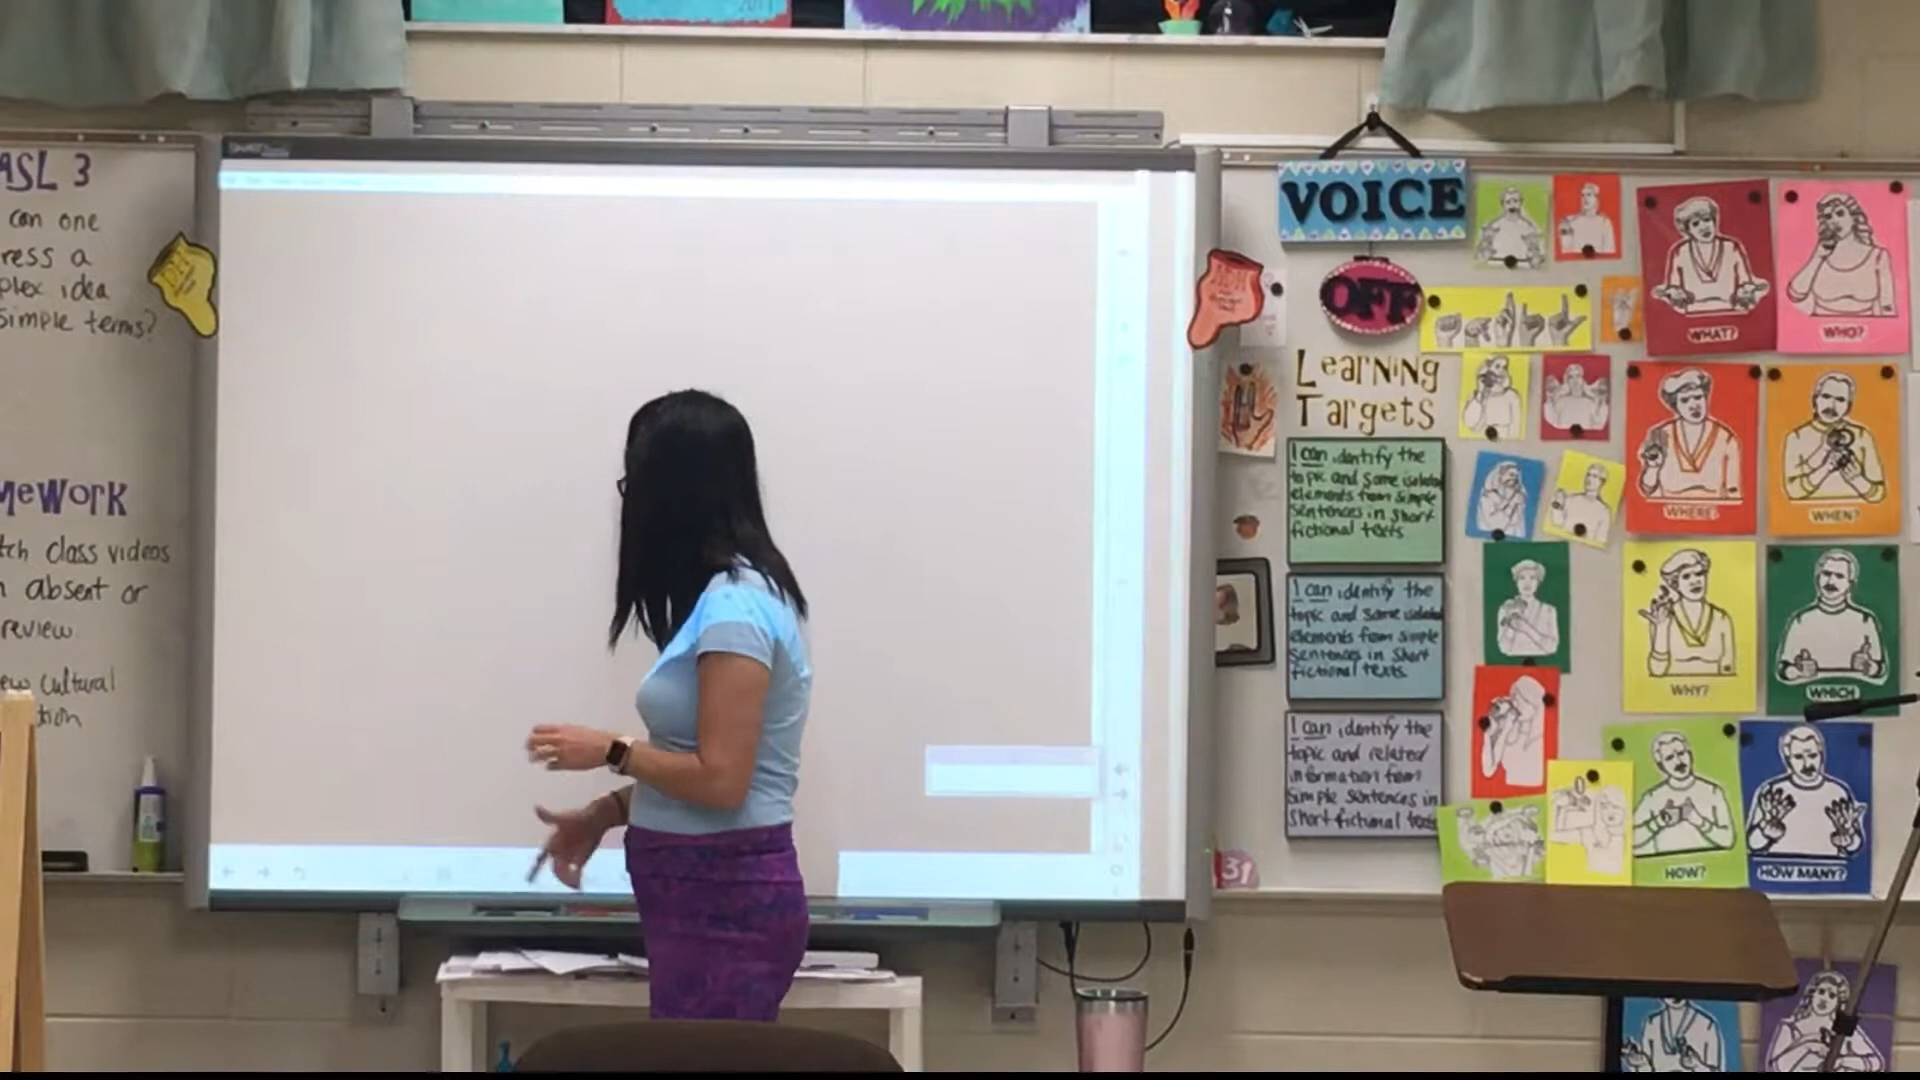 2011
ASL 3
can one
ress a
plex idea
simple terms?
meWork
tch class videos
absent or
review
ew cultural
tion
VOICE
OFF
Learning
Targets
I can identify the
topic and some isolated
elements from simple
sentences in short
fictional texts
I can identify the
topic and some isolated
elements from simple
sentences in short
fictional texts.
I can identify the
topic and related
information from
simple sentences in
short fictional texts
31
WHAT?
WHO?
WHERE?
WHEN?
WHY?
WHICH
HOW?
HOW MANY?